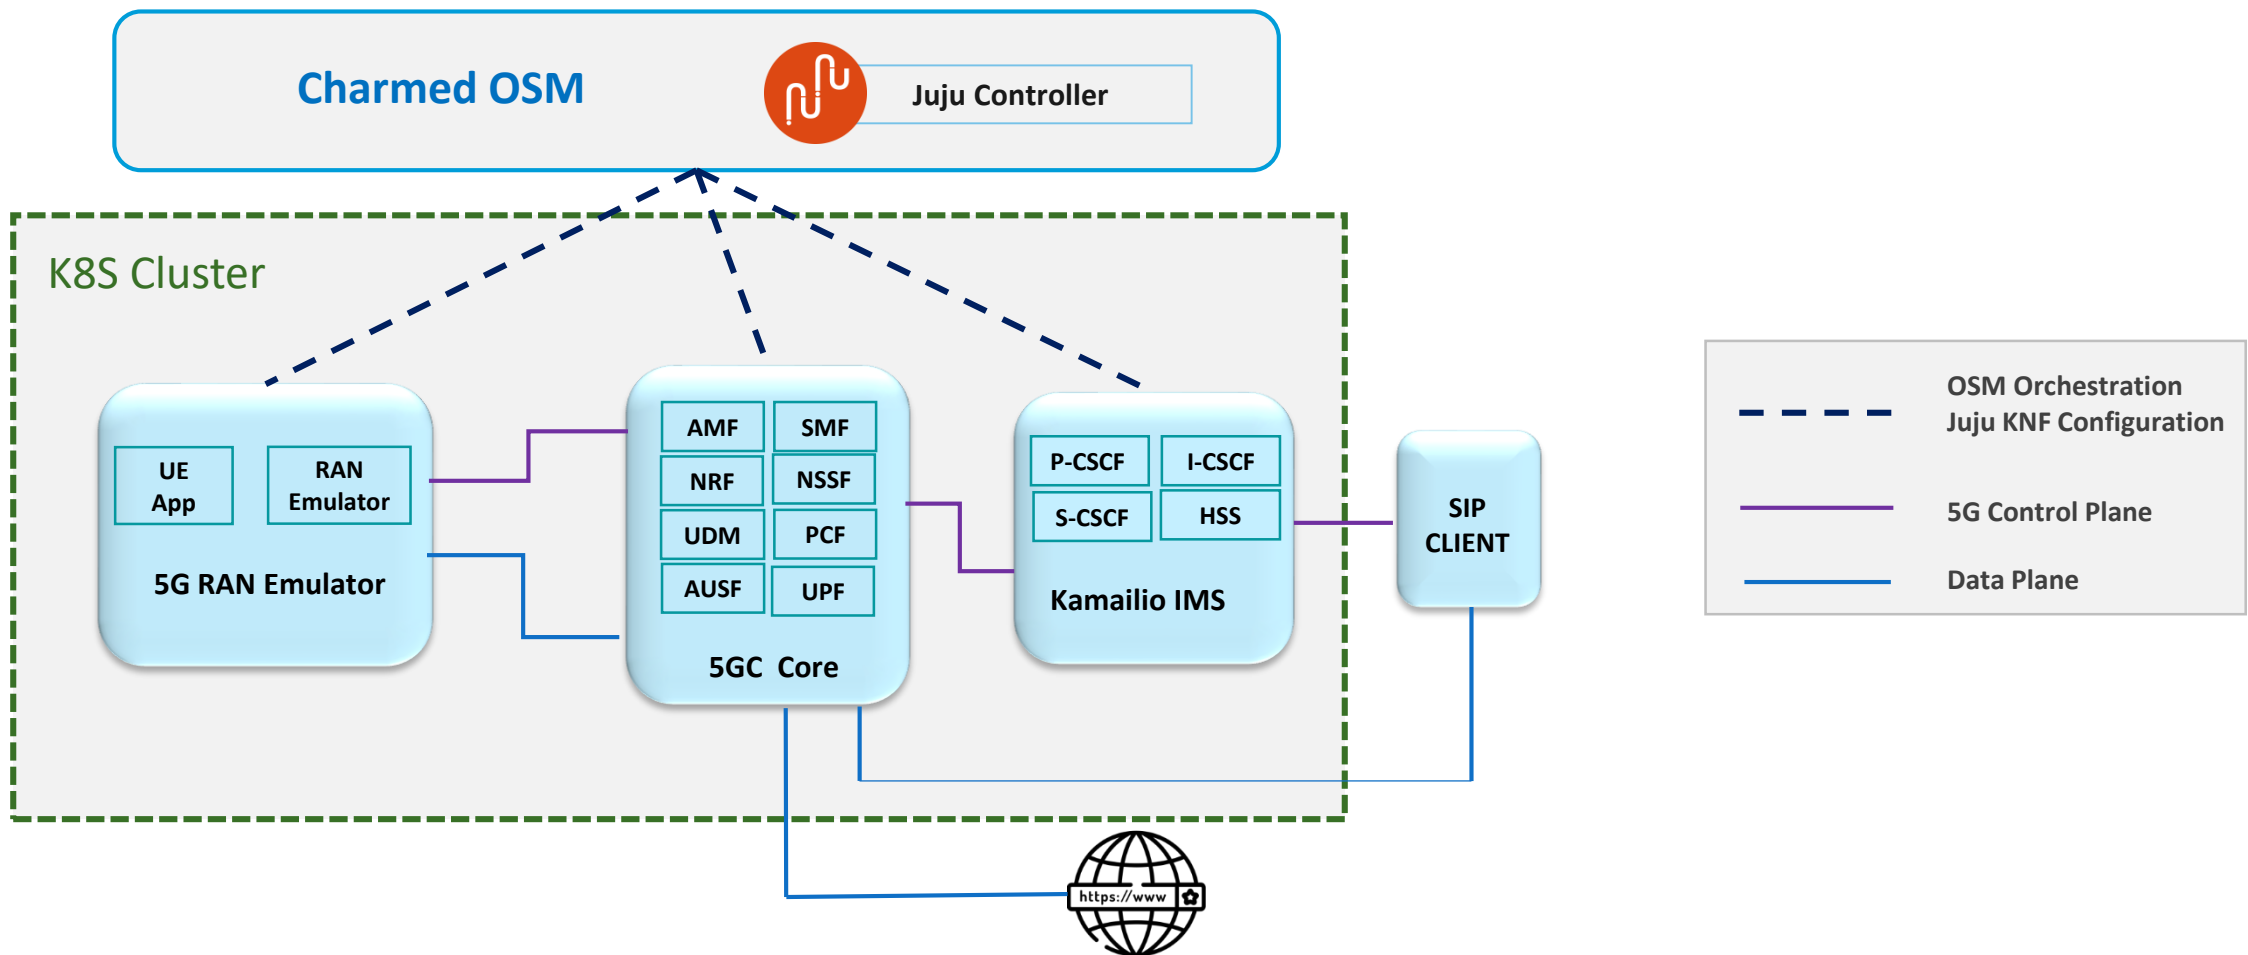 Charmed OSM
Juju Controller
K8S Cluster
UE
App
RAN
Emulator
5G RAN Emulator
AMF
SMF
NRF
NSSF
UDM
PCF
AUSF
UPF
5GC Core
P-CSCF
I-CSCF
S-CSCF
HSS
Kamailio IMS
SIP
CLIENT
OSM Orchestration
Juju KNF Configuration
5G Control Plane
Data Plane
https://www